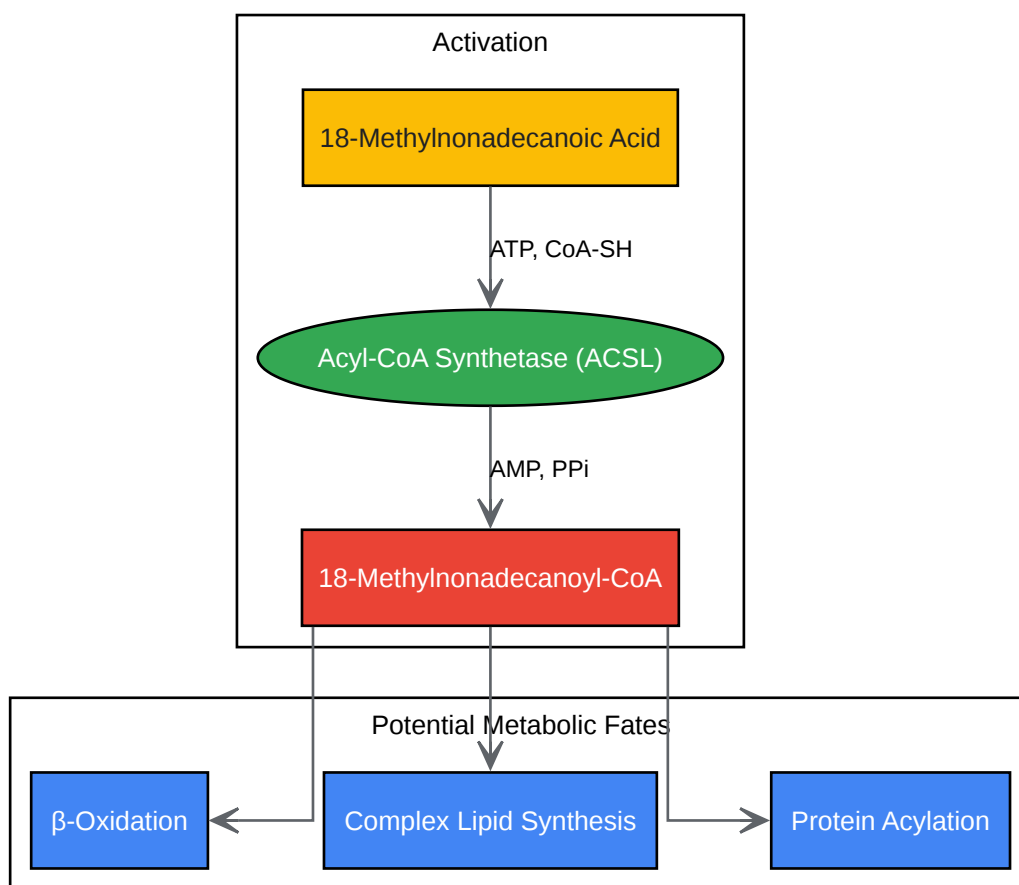 Activation
18-Methylnonadecanoic Acid
ATP, CoA-SH
Acyl-CoA Synthetase (ACSL)
AMP, PPi
18-Methylnonadecanoyl-CoA
Potential Metabolic Fates
β-Oxidation
Complex Lipid Synthesis
Protein Acylation